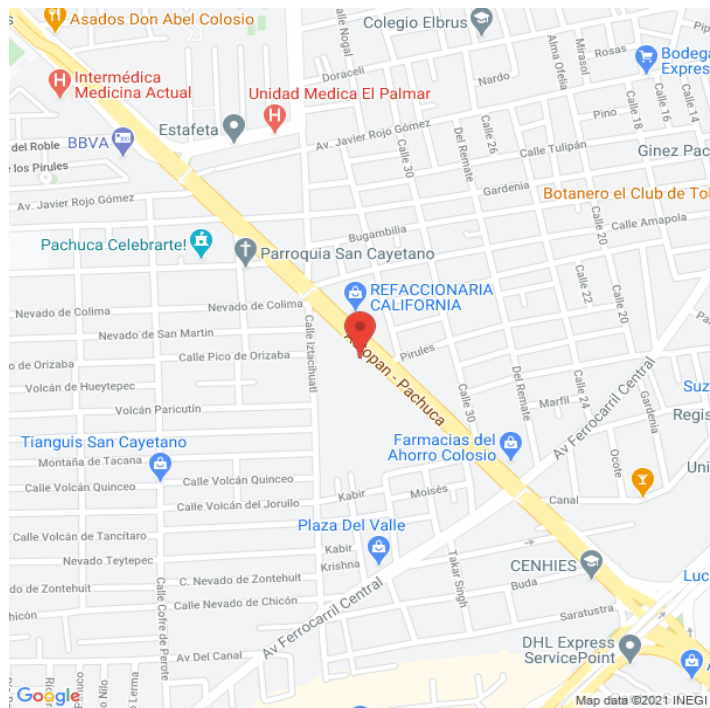 Asados Don Abel Colosio
Calle Nogal
Colegio Elbrus
Alma Ofelia
Mirasol
Rosas
Bodega
Express
Intermédica
Medicina Actual
Doraceli
Nardo
Unidad Medica El Palmar
Calle 18
Calle 16
Calle 14
Pino
Estafeta
BBVA
del Roble
e los Pirules
Av. Javier Rojo Gómez
Calle 30
Del Remate
Calle 26
Calle Tulipán
Ginez Pac
Gardenia
Botanero el Club de Tol
Av. Javier Rojo Gómez
Bugambilia
Calle 20
Calle Amapola
Pachuca Celebrarte!
Parroquia San Cayetano
Calle 22
Calle 20
REFACCIONARIA
CALIFORNIA
Nevado de Colima
Nevado de Colima
Nevado de San Martin
Calle Iztacihuatl
Calle Pico de Orizaba
o de Orizaba
Pirules
Actopan - Pachuca
Volcán de Hueytepec
Volcán Paricutín
Calle 30
Del Remate
Marfil
Calle 24
Gardenia
Av Ferrocarril Central
Suz
Regis
Tianguis San Cayetano
Farmacias del
Ahorro Colosio
Montaña de Tacana
Ocote
Uni
Calle Volcán Quinceo
Calle Volcán Quinceo
Calle Volcán del Jorullo
Kabir
Moisés
Canal
Calle Volcán de Tancítaro
Plaza Del Valle
Nevado Teytepec
Kabir
Krishna
Takar Singh
CENHIES
do de Zontehuit
C. Nevado de Zontehuit
Buda
Luc
Chicón
Calle Nevado de Chicón
Calle Cofre de Perote
Av Ferrocarril Central
Saratustra
Av Del Canal
DHL Express
ServicePoint
Nilo
Lerma
Google
Map data ©2021 INEGI